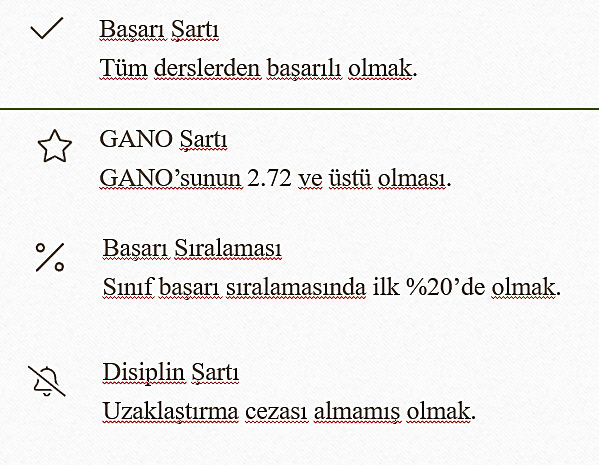 Başarı Şartı
Tüm derslerden başarılı olmak.
GANO Şartı
GANO’sunun 2.72 ve üstü olması.
Başarı Sıralaması
Sınıf başarı sıralamasında ilk %20’de olmak.
Disiplin Şartı
Uzaklaştırma cezası almamış olmak.